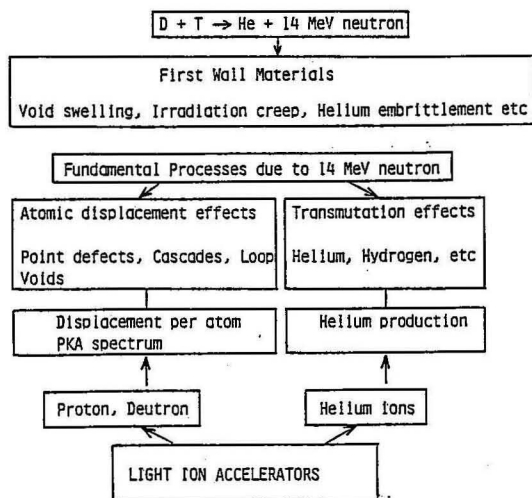 D + T → He + 14 MeV neutron
First Wall Materials
Void swelling, Irradiation creep, Helium embrittlement etc
Fundamental Processes due to 14 MeV neutron
Atomic displacement effects
Point defects, Cascades, Loop
Voids
Transmutation effects
Helium, Hydrogen, etc
Displacement per atom
PKA spectrum
Helium production
Proton, Deutron
Helium ions
LIGHT ION ACCELERATORS